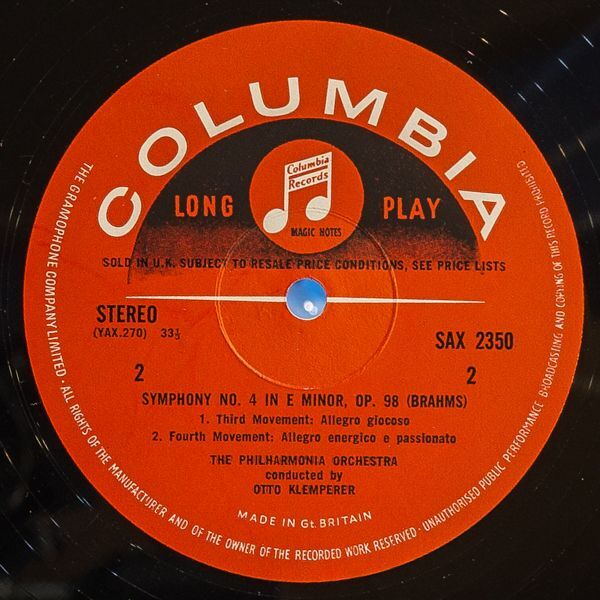 COLUMBIA
Columbia
Records
LONG PLAY
MAGIC NOTES
SOLD IN U.K. SUBJECT TO RESALE PRICE CONDITIONS, SEE PRICE LISTS
STEREO
(YAX.270) 33⅓
SAX 2350
2 2
SYMPHONY NO. 4 IN E MINOR, OP. 98 (BRAHMS)
1. Third Movement: Allegro giocoso
2. Fourth Movement: Allegro energico e passionato
THE PHILHARMONIA ORCHESTRA
conducted by
OTTO KLEMPERER
MADE IN Gt. BRITAIN
THE GRAMOPHONE COMPANY LIMITED · ALL RIGHTS OF THE MANUFACTURER AND OF THE OWNER OF THE RECORDED WORK RESERVED · UNAUTHORISED PUBLIC PERFORMANCE BROADCASTING AND COPYING OF THIS RECORD PROHIBITED